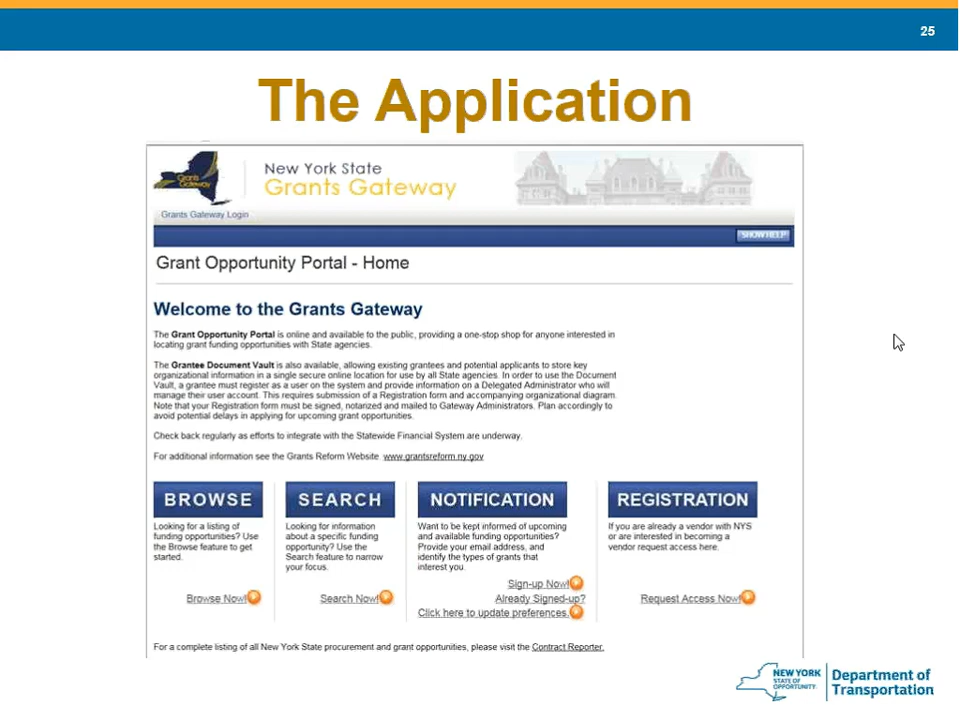 25
The Application
Grants
Gateway
New York State
Grants Gateway
Grants Gateway Login
SHOW HELP
Grant Opportunity Portal - Home
Welcome to the Grants Gateway
The Grant Opportunity Portal is online and available to the public, providing a one-stop shop for anyone interested in
locating grant funding opportunities with State agencies.
The Grantee Document Vault is also available, allowing existing grantees and potential applicants to store key
organizational information in a single secure online location for use by all State agencies. In order to use the Document
Vault, a grantee must register as a user on the system and provide information on a Delegated Administrator who will
manage their user account. This requires submission of a Registration form and accompanying organizational diagram.
Note that your Registration form must be signed, notarized and mailed to Gateway Administrators. Plan accordingly to
avoid potential delays in applying for upcoming grant opportunities.
Check back regularly as efforts to integrate with the Statewide Financial System are underway.
For additional information see the Grants Reform Website www.grantsreform.ny.gov
BROWSE
Looking for a listing of
funding opportunities? Use
the Browse feature to get
started.
Browse Now!
SEARCH
Looking for information
about a specific funding
opportunity? Use the
Search feature to narrow
your focus.
Search Now!
NOTIFICATION
Want to be kept informed of upcoming
and available funding opportunities?
Provide your email address, and
identify the types of grants that
interest you.
Sign-up Now!
Already Signed-up?
Click here to update preferences.
REGISTRATION
If you are already a vendor with NYS
or are interested in becoming a
vendor request access here.
Request Access Now!
For a complete listing of all New York State procurement and grant opportunities, please visit the Contract Reporter.
NEW YORK
STATE OF
OPPORTUNITY
Department of
Transportation